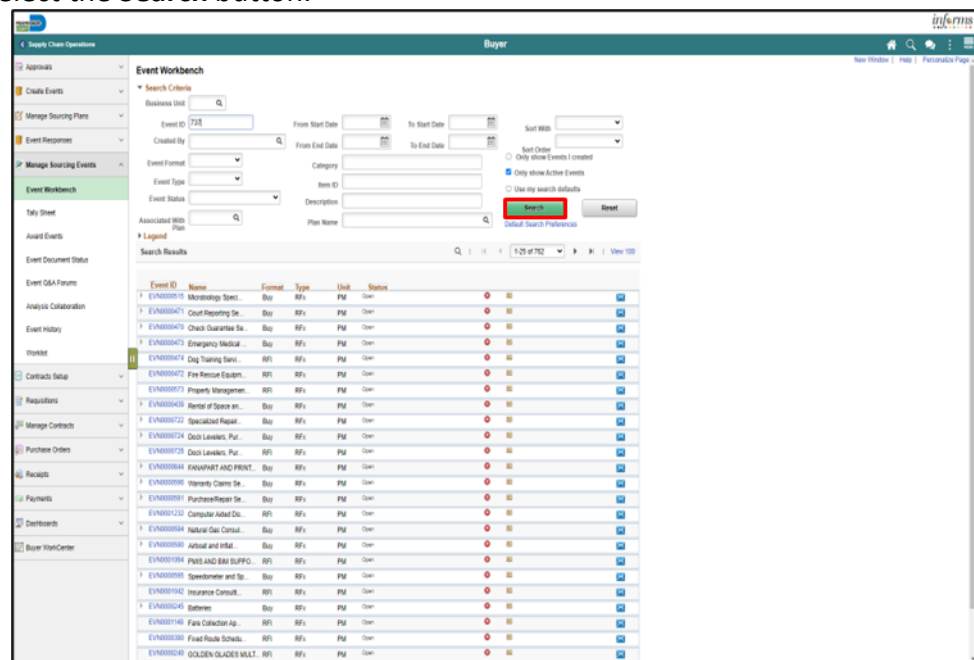 select the Search button.
informs
Supply Chain Operations
Buyer
New Window | Help | Personalize Page
Approvals
Create Events
Manage Sourcing Plans
Event Responses
Manage Sourcing Events
Event Workbench
Tally Sheet
Award Events
Event Document Status
Event Q&A Forums
Analysis Collaboration
Event History
Worklet
Contracts Setup
Requisitions
Manage Contracts
Purchase Orders
Receipts
Payments
Dashboards
Buyer WorkCenter
Event Workbench
Search Criteria
Business Unit
Event ID 737 From Start Date To Start Date Sort With
Created By From End Date To End Date Sort Order
Only show Events I created
Event Format Category Only show Active Events
Event Type Item ID Use my search defaults
Event Status Description Search Reset
Associated With Plan Plan Name Default Search Preferences
Legend
Search Results 1-25 of 762 View 100
Event ID Name Format Type Unit Status
EVN0000515 Microbiology Speci... Buy RFx PM Open
EVN0000471 Court Reporting Se... Buy RFx PM Open
EVN0000470 Check Guarantee Se... Buy RFx PM Open
EVN0000473 Emergency Medical ... Buy RFx PM Open
EVN0000474 Dog Training Servi... RFI RFx PM Open
EVN0000472 Fire Rescue Equipm... RFI RFx PM Open
EVN0000573 Property Managemen... RFI RFx PM Open
EVN0000439 Rental of Space an... Buy RFx PM Open
EVN0000722 Specialized Repair... Buy RFx PM Open
EVN0000724 Dock Levelers, Pur... Buy RFx PM Open
EVN0000728 Dock Levelers, Pur... RFI RFx PM Open
EVN0000644 FANAPART AND PRINT... Buy RFx PM Open
EVN0000596 Warranty Claims Se... Buy RFx PM Open
EVN0000591 Purchase/Repair Se... Buy RFx PM Open
EVN0001232 Computer Aided Dis... RFI RFx PM Open
EVN0000594 Natural Gas Consul... Buy RFx PM Open
EVN0000590 Airboat and Inflat... Buy RFx PM Open
EVN0001094 PMIS AND BIM SUPPO... RFI RFx PM Open
EVN0000595 Speedometer and Sp... Buy RFx PM Open
EVN0001042 Insurance Consulti... RFI RFx PM Open
EVN0000245 Batteries Buy RFx PM Open
EVN0001146 Fare Collection Ap... RFI RFx PM Open
EVN0000390 Fixed Route Schedu... RFI RFx PM Open
EVN0000240 GOLDEN GLADES MULT... RFI RFx PM Open